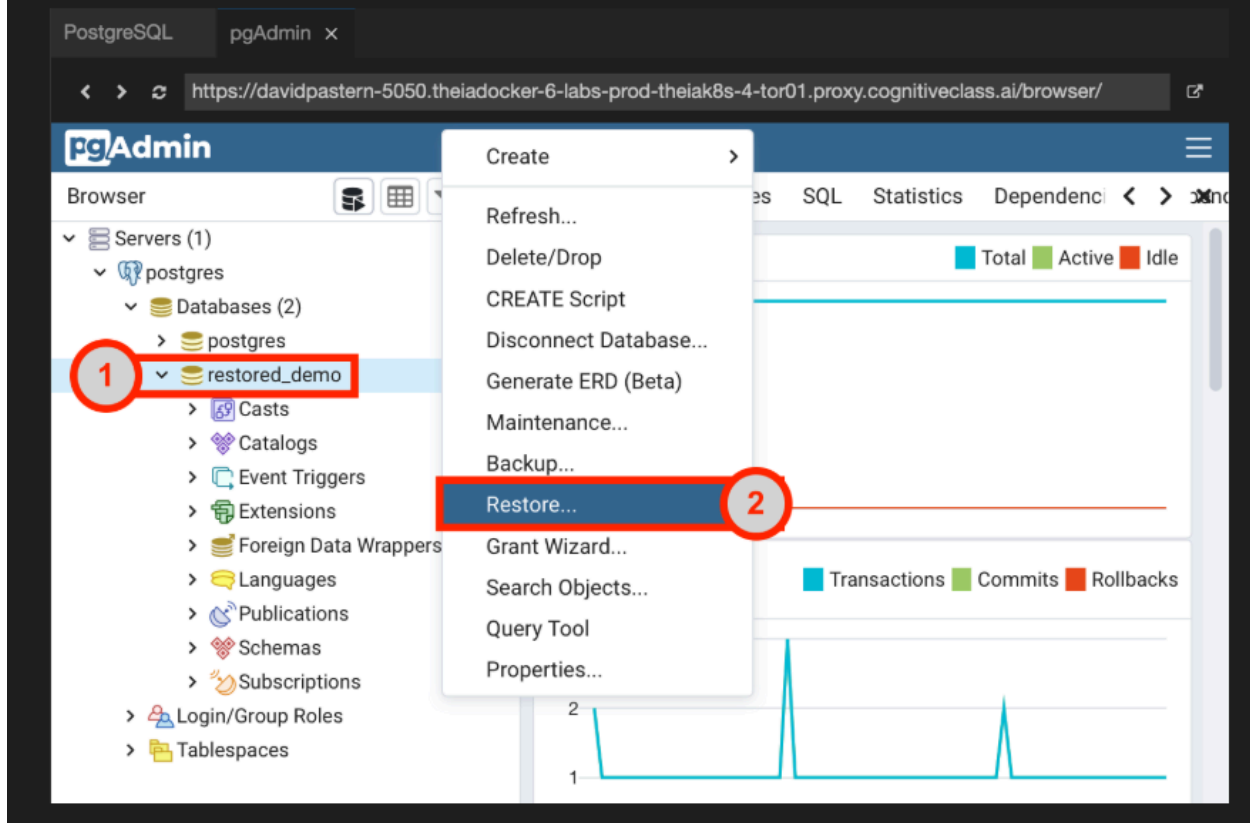 PostgreSQL pgAdmin ×
https://davidpastern-5050.theiadocker-6-labs-prod-theiak8s-4-tor01.proxy.cognitiveclass.ai/browser/
pgAdmin
Browser
es SQL Statistics Dependenci
Servers (1)
postgres
Databases (2)
postgres
1 restored_demo
Casts
Catalogs
Event Triggers
Extensions
Foreign Data Wrappers
Languages
Publications
Schemas
Subscriptions
Login/Group Roles
Tablespaces
Create
Refresh...
Delete/Drop
CREATE Script
Disconnect Database...
Generate ERD (Beta)
Maintenance...
Backup...
Restore... 2
Grant Wizard...
Search Objects...
Query Tool
Properties...
Total Active Idle
Transactions Commits Rollbacks
2
1